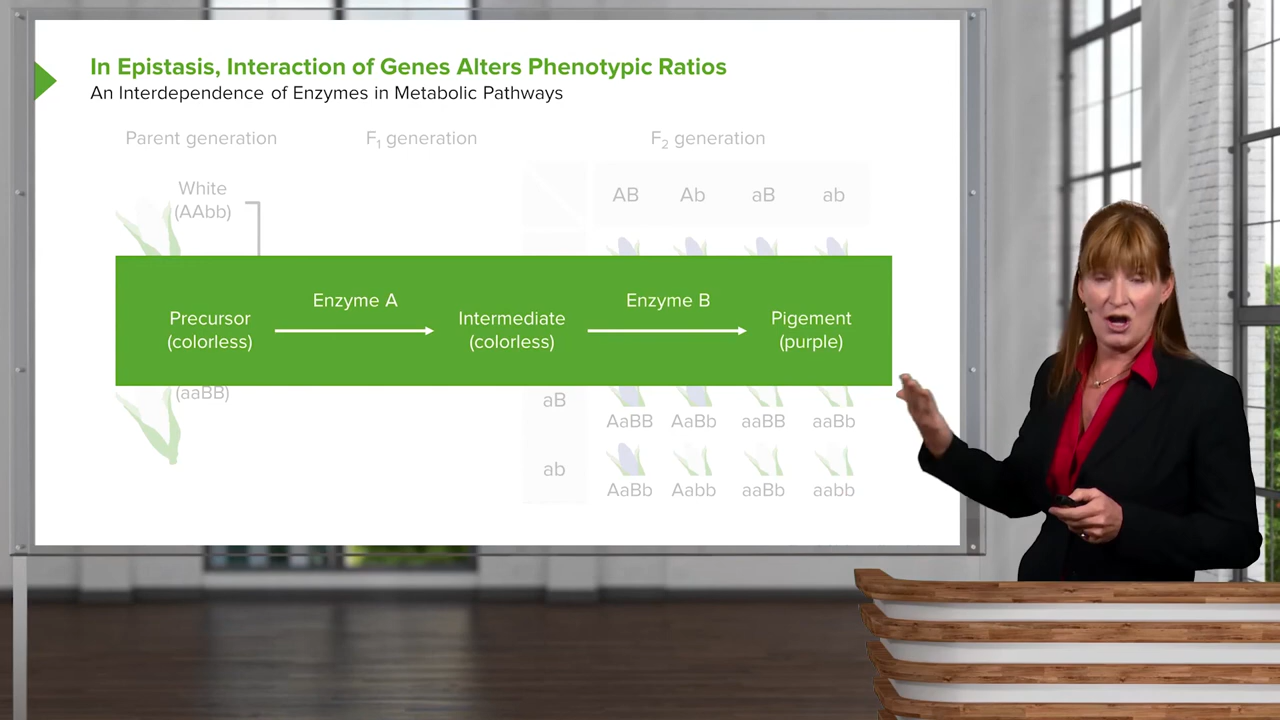 In Epistasis, Interaction of Genes Alters Phenotypic Ratios
An Interdependence of Enzymes in Metabolic Pathways
Parent generation
F₁ generation
F₂ generation
White
(AAbb)
AB Ab aB ab
Precursor
(colorless)
Enzyme A
Intermediate
(colorless)
Enzyme B
Pigement
(purple)
(aaBB)
aB
AaBB AaBb aaBB aaBb
ab
AaBb Aabb aaBb aabb